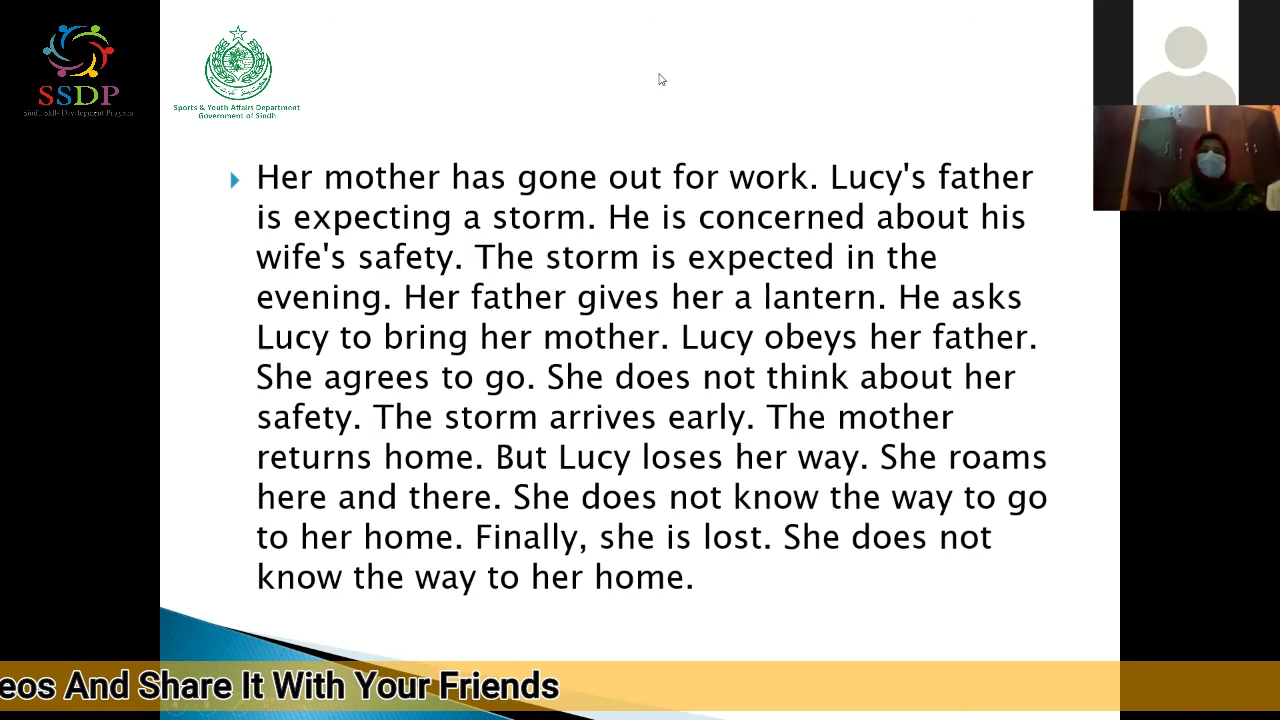 SSDP
Sindh Skills Development Program
Sports & Youth Affairs Department
Government of Sindh
Her mother has gone out for work. Lucy's father
is expecting a storm. He is concerned about his
wife's safety. The storm is expected in the
evening. Her father gives her a lantern. He asks
Lucy to bring her mother. Lucy obeys her father.
She agrees to go. She does not think about her
safety. The storm arrives early. The mother
returns home. But Lucy loses her way. She roams
here and there. She does not know the way to go
to her home. Finally, she is lost. She does not
know the way to her home.
eos And Share It With Your Friends